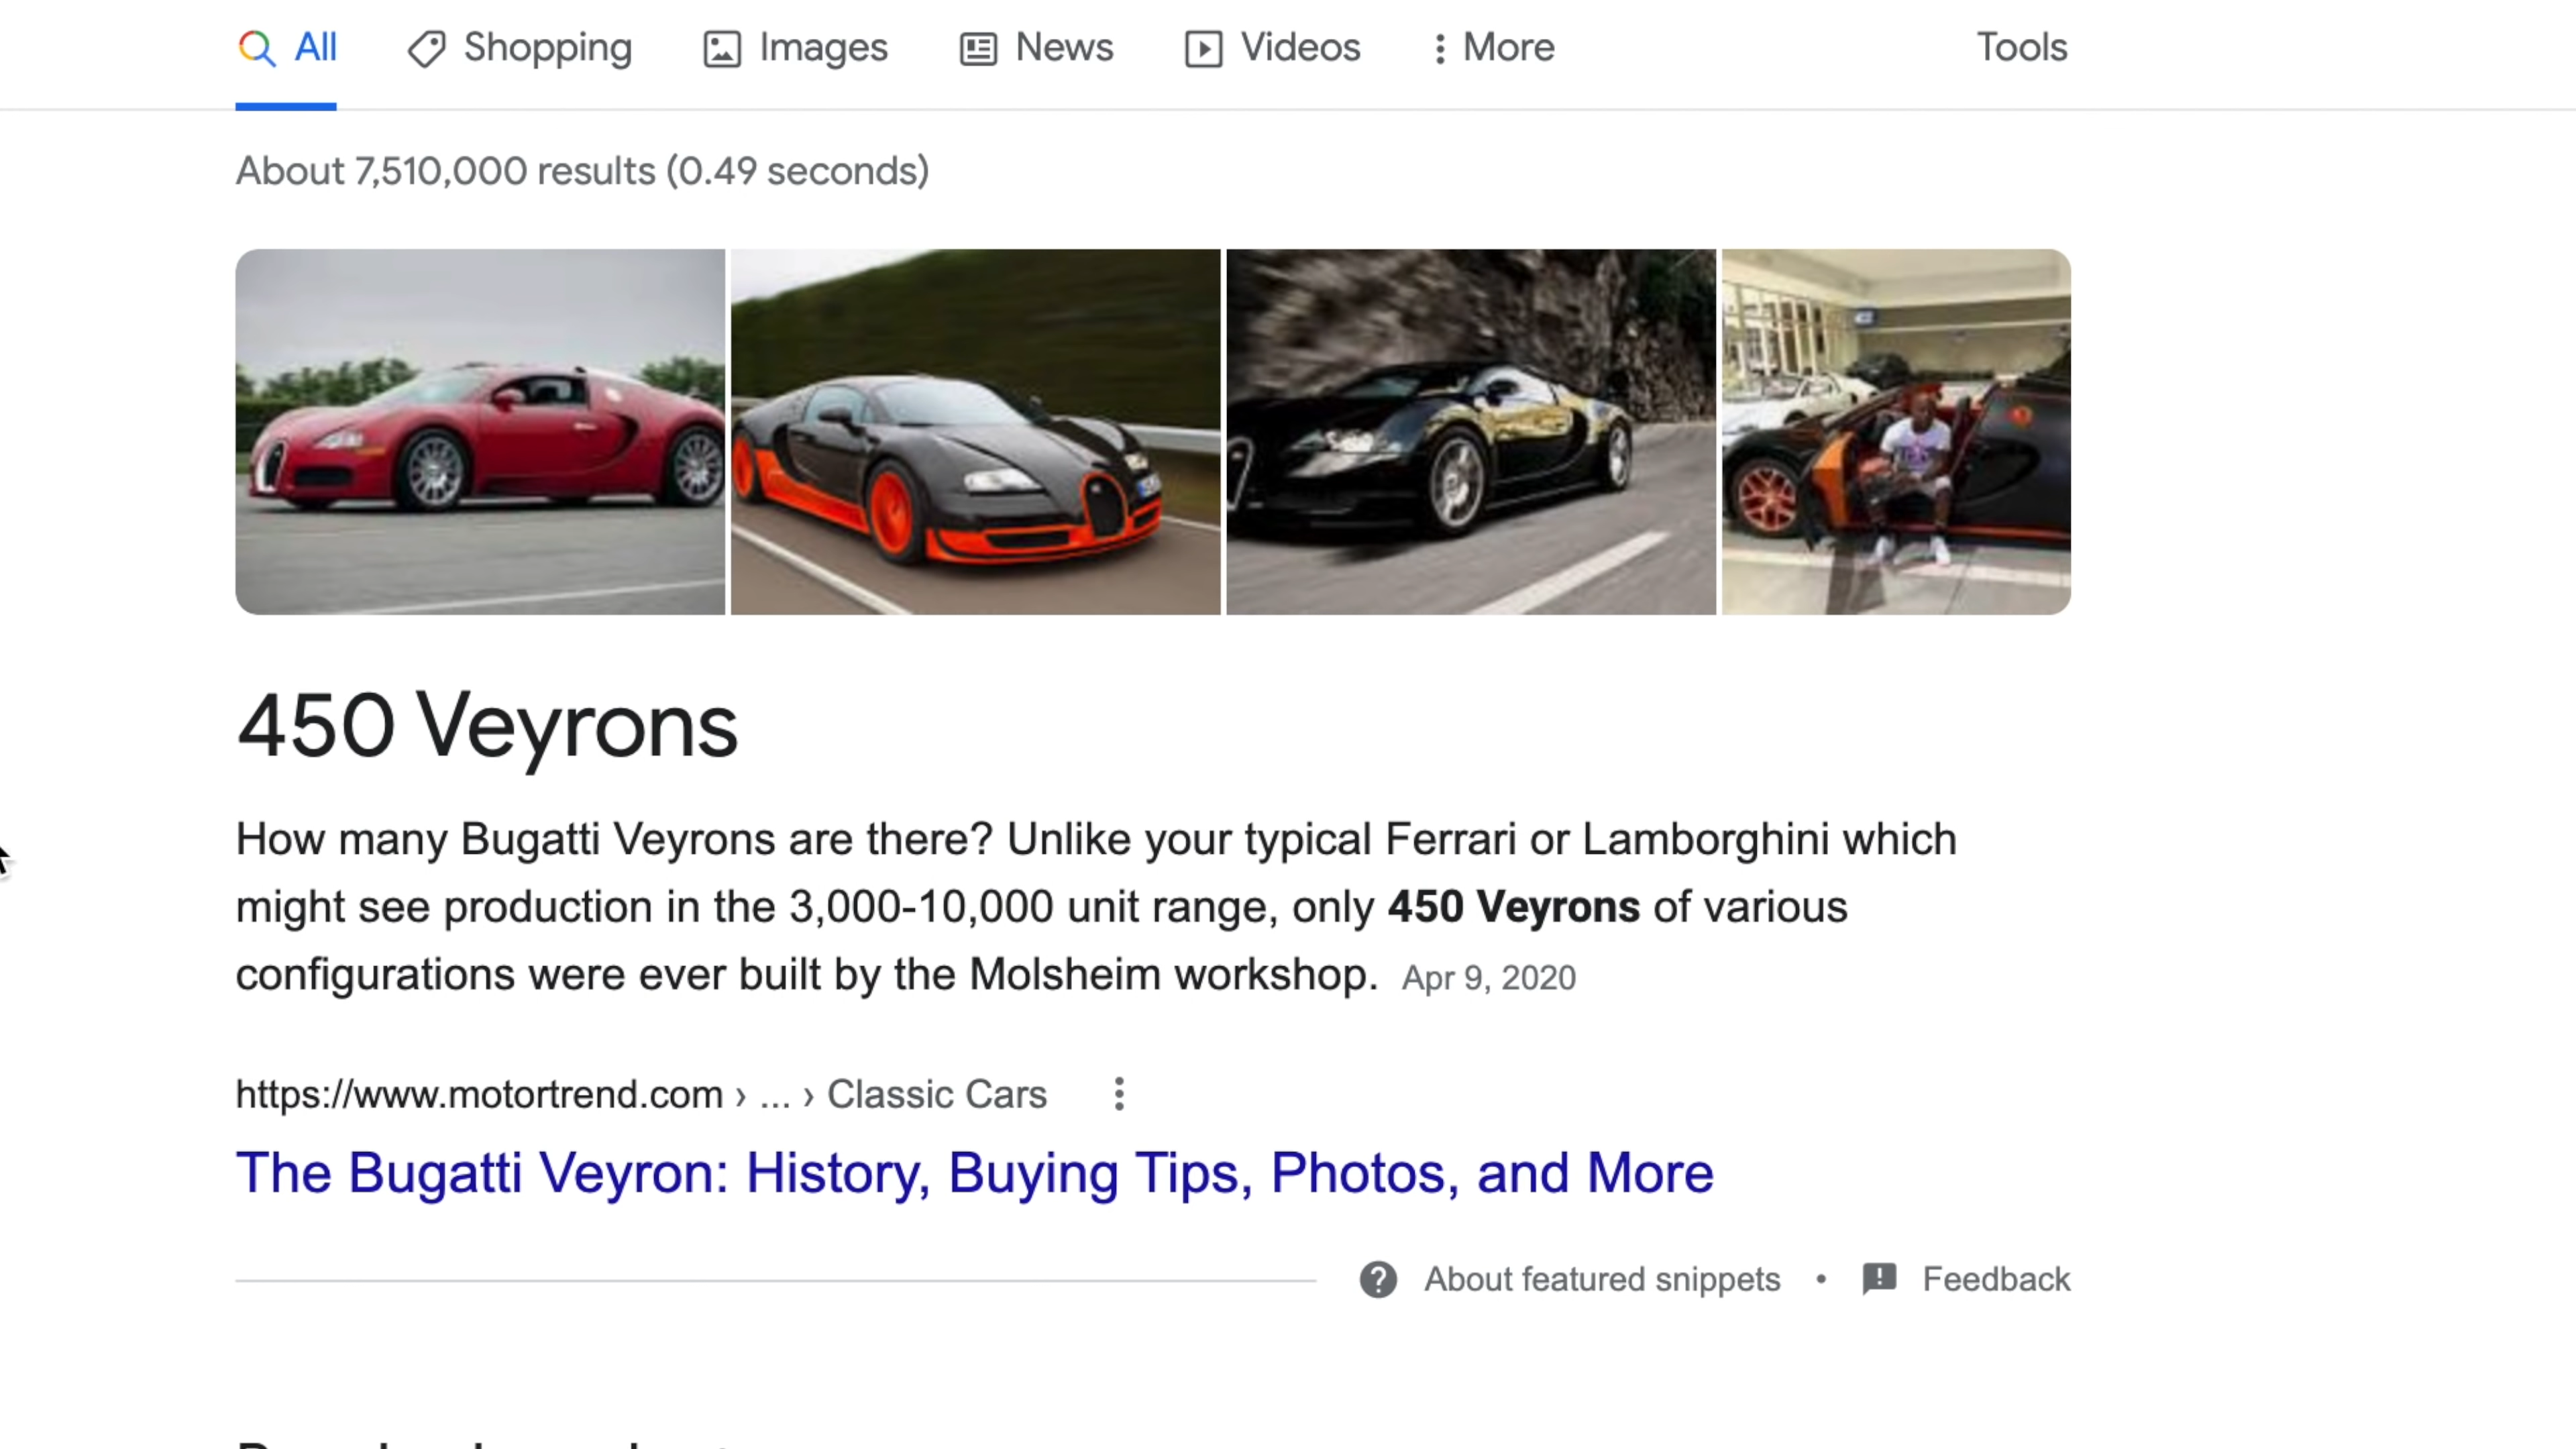 All Shopping Images News Videos More Tools
About 7,510,000 results (0.49 seconds)
450 Veyrons
How many Bugatti Veyrons are there? Unlike your typical Ferrari or Lamborghini which
might see production in the 3,000-10,000 unit range, only 450 Veyrons of various
configurations were ever built by the Molsheim workshop. Apr 9, 2020
https://www.motortrend.com › ... › Classic Cars
The Bugatti Veyron: History, Buying Tips, Photos, and More
About featured snippets • Feedback